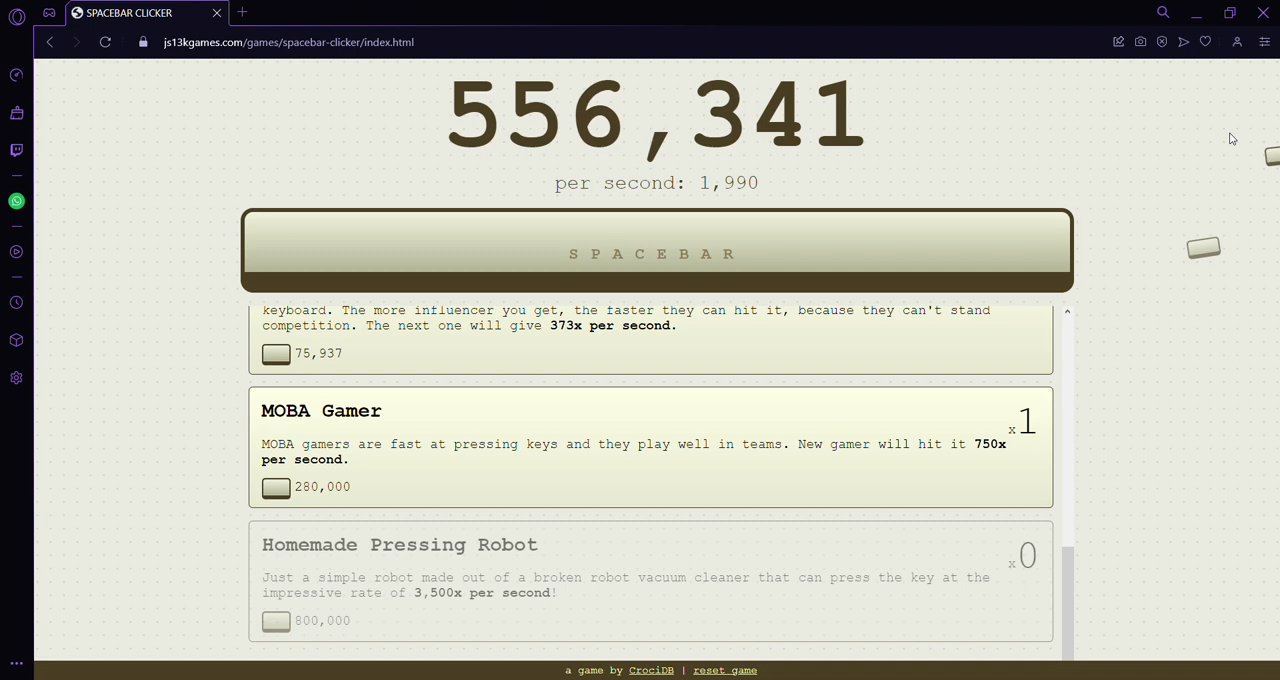 SPACEBAR CLICKER
js13kgames.com/games/spacebar-clicker/index.html
556,341
per second: 1,990
SPACEBAR
keyboard. The more influencer you get, the faster they can hit it, because they can't stand
competition. The next one will give 373x per second.
75,937
MOBA Gamer
x1
MOBA gamers are fast at pressing keys and they play well in teams. New gamer will hit it 750x
per second.
280,000
Homemade Pressing Robot
x0
Just a simple robot made out of a broken robot vacuum cleaner that can press the key at the
impressive rate of 3,500x per second!
800,000
a game by CrociDB | reset game